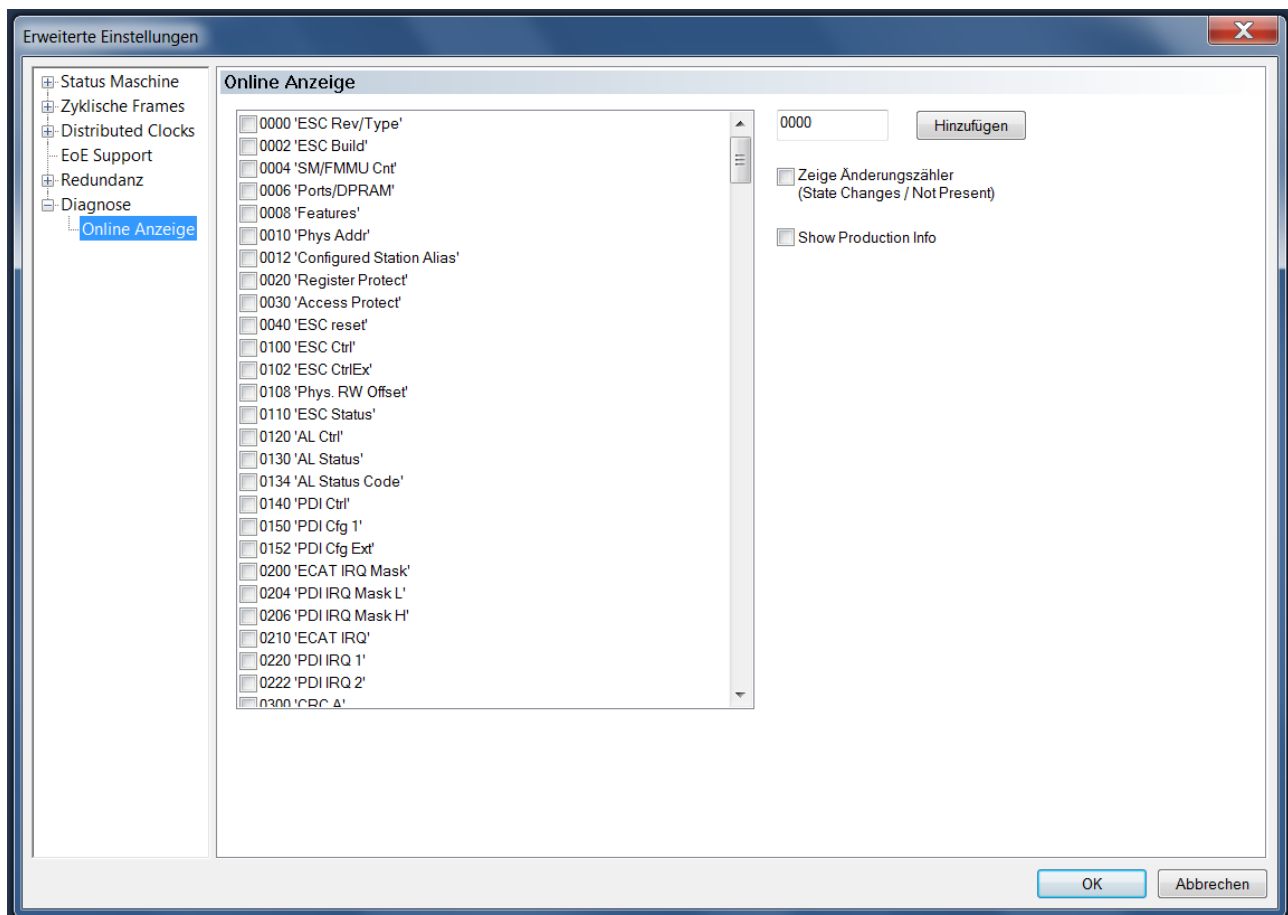 Erweiterte Einstellungen
Status Maschine
Zyklische Frames
Distributed Clocks
EoE Support
Redundanz
Diagnose
Online Anzeige
Online Anzeige
0000 'ESC Rev/Type'
0002 'ESC Build'
0004 'SM/FMMU Cnt'
0006 'Ports/DPRAM'
0008 'Features'
0010 'Phys Addr'
0012 'Configured Station Alias'
0020 'Register Protect'
0030 'Access Protect'
0040 'ESC reset'
0100 'ESC Ctrl'
0102 'ESC CtrlEx'
0108 'Phys. RW Offset'
0110 'ESC Status'
0120 'AL Ctrl'
0130 'AL Status'
0134 'AL Status Code'
0140 'PDI Ctrl'
0150 'PDI Cfg 1'
0152 'PDI Cfg Ext'
0200 'ECAT IRQ Mask'
0204 'PDI IRQ Mask L'
0206 'PDI IRQ Mask H'
0210 'ECAT IRQ'
0220 'PDI IRQ 1'
0222 'PDI IRQ 2'
0300 'CRC A'
0000
Hinzufügen
Zeige Änderungszähler
(State Changes / Not Present)
Show Production Info
OK
Abbrechen